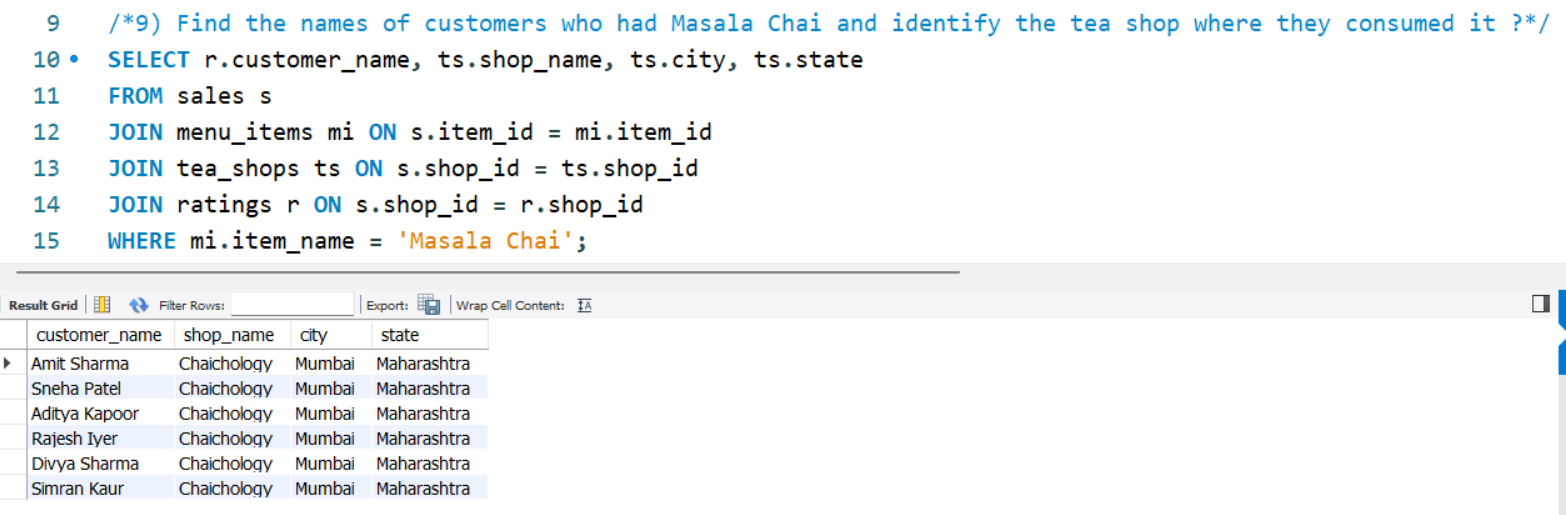 9 /*9) Find the names of customers who had Masala Chai and identify the tea shop where they consumed it ?*/
10 SELECT r.customer_name, ts.shop_name, ts.city, ts.state
11 FROM sales s
12 JOIN menu_items mi ON s.item_id = mi.item_id
13 JOIN tea_shops ts ON s.shop_id = ts.shop_id
14 JOIN ratings r ON s.shop_id = r.shop_id
15 WHERE mi.item_name = 'Masala Chai';
Result Grid Filter Rows: Export: Wrap Cell Content: IA
customer_name shop_name city state
Amit Sharma Chaichology Mumbai Maharashtra
Sneha Patel Chaichology Mumbai Maharashtra
Aditya Kapoor Chaichology Mumbai Maharashtra
Rajesh Iyer Chaichology Mumbai Maharashtra
Divya Sharma Chaichology Mumbai Maharashtra
Simran Kaur Chaichology Mumbai Maharashtra